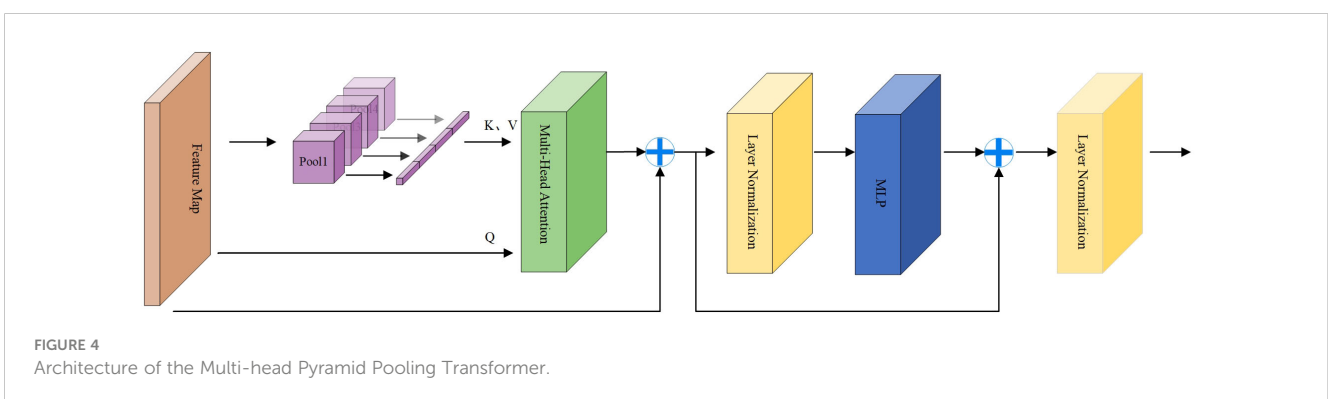 Feature Map
Pool1
K、V
Q
Multi-Head Attention
Layer Normalization
MLP
Layer Normalization
FIGURE 4
Architecture of the Multi-head Pyramid Pooling Transformer.